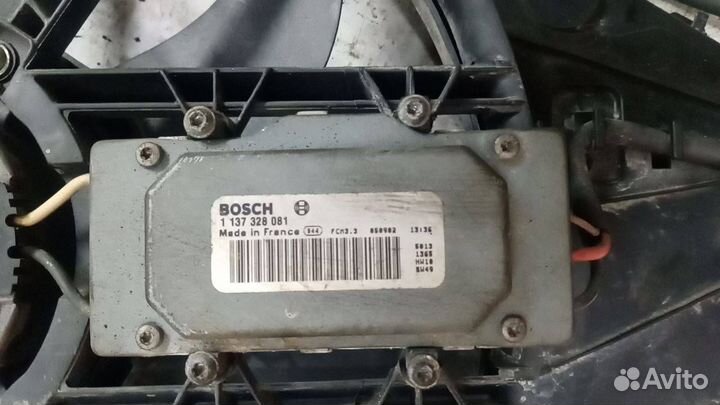 BOSCH
1 137 328 081
Made in France 944 FCM3.3 050902 13:36
5013
1365
HW10
SW49
Avito